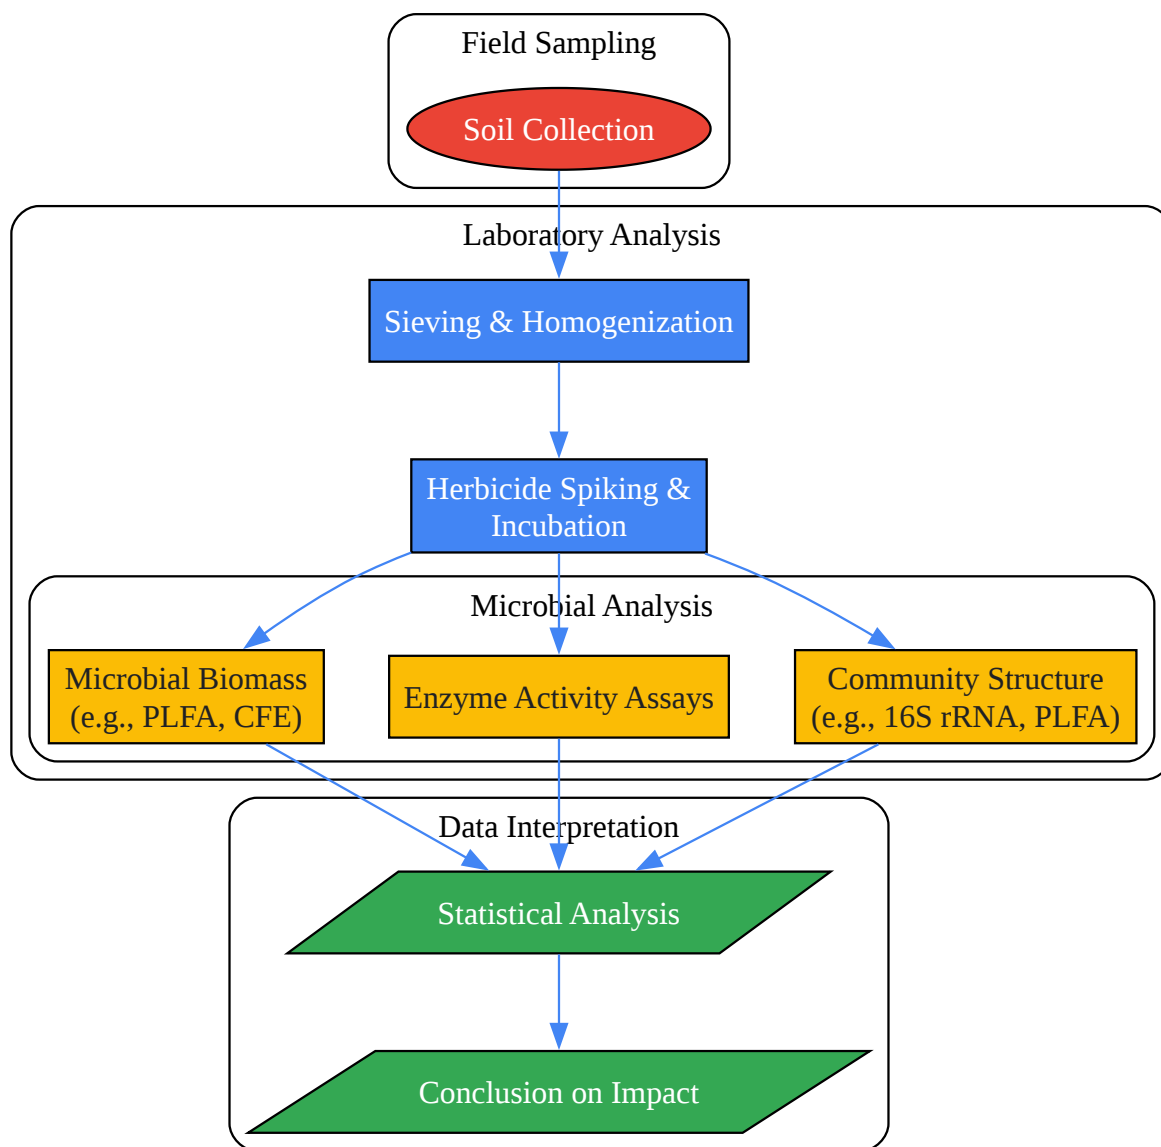 Field Sampling
Soil Collection
Laboratory Analysis
Sieving & Homogenization
Herbicide Spiking &
Incubation
Microbial Analysis
Microbial Biomass
(e.g., PLFA, CFE)
Enzyme Activity Assays
Community Structure
(e.g., 16S rRNA, PLFA)
Data Interpretation
Statistical Analysis
Conclusion on Impact